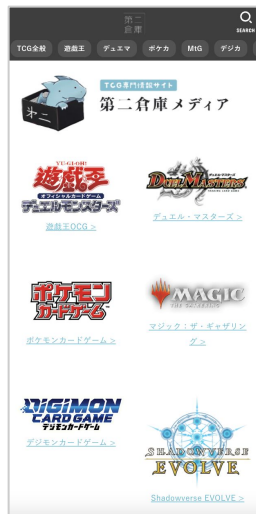 第二
倉庫
SEARCH
TCG全般 遊戯王 デュエマ ポケカ MtG デジカ
TCG専門情報サイト
第二倉庫メディア
第二
YU-GI-OH!
遊戯王
オフィシャルカードゲーム
デュエルモンスターズ
遊戯王OCG >
DUEL MASTERS
デュエル・マスターズ >
ポケモン
カードゲーム
ポケモンカードゲーム >
MAGIC
マジック：ザ・ギャザリン
グ >
DIGIMON
CARD GAME
デジモンカードゲーム
デジモンカードゲーム >
SHADOWVERSE
EVOLVE
Shadowverse EVOLVE >